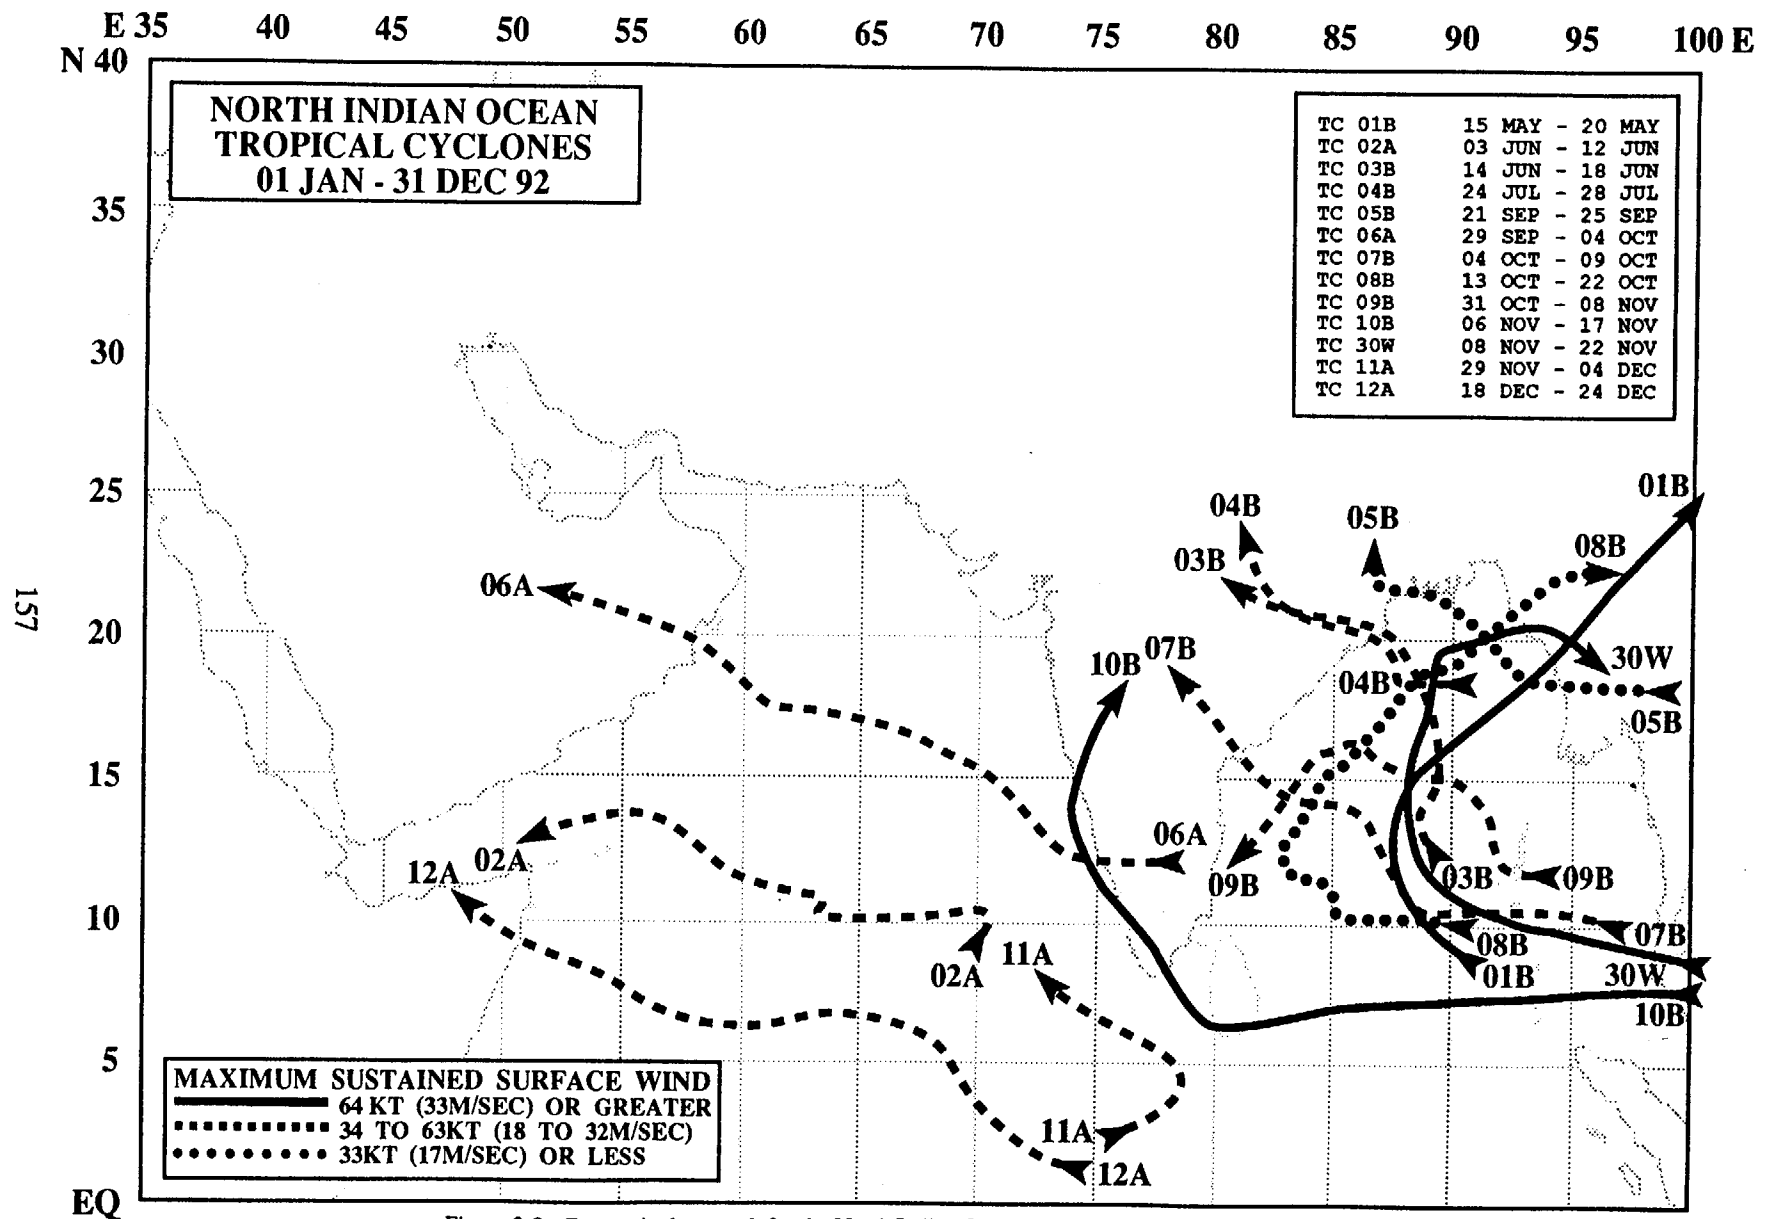 E 35 40 45 50 55 60 65 70 75 80 85 90 95 100 E
N 40
35
30
25
20
15
10
5
EQ
157
NORTH INDIAN OCEAN
TROPICAL CYCLONES
01 JAN - 31 DEC 92
TC 01B 15 MAY - 20 MAY
TC 02A 03 JUN - 12 JUN
TC 03B 14 JUN - 18 JUN
TC 04B 24 JUL - 28 JUL
TC 05B 21 SEP - 25 SEP
TC 06A 29 SEP - 04 OCT
TC 07B 04 OCT - 09 OCT
TC 08B 13 OCT - 22 OCT
TC 09B 31 OCT - 08 NOV
TC 10B 06 NOV - 17 NOV
TC 30W 08 NOV - 22 NOV
TC 11A 29 NOV - 04 DEC
TC 12A 18 DEC - 24 DEC
01B
04B
05B
08B
03B
06A
07B
10B
30W
04B
05B
06A
02A
12A
09B
03B
09B
07B
08B
11A
02A
01B
30W
10B
11A
12A
MAXIMUM SUSTAINED SURFACE WIND
64 KT (33M/SEC) OR GREATER
34 TO 63KT (18 TO 32M/SEC)
33KT (17M/SEC) OR LESS